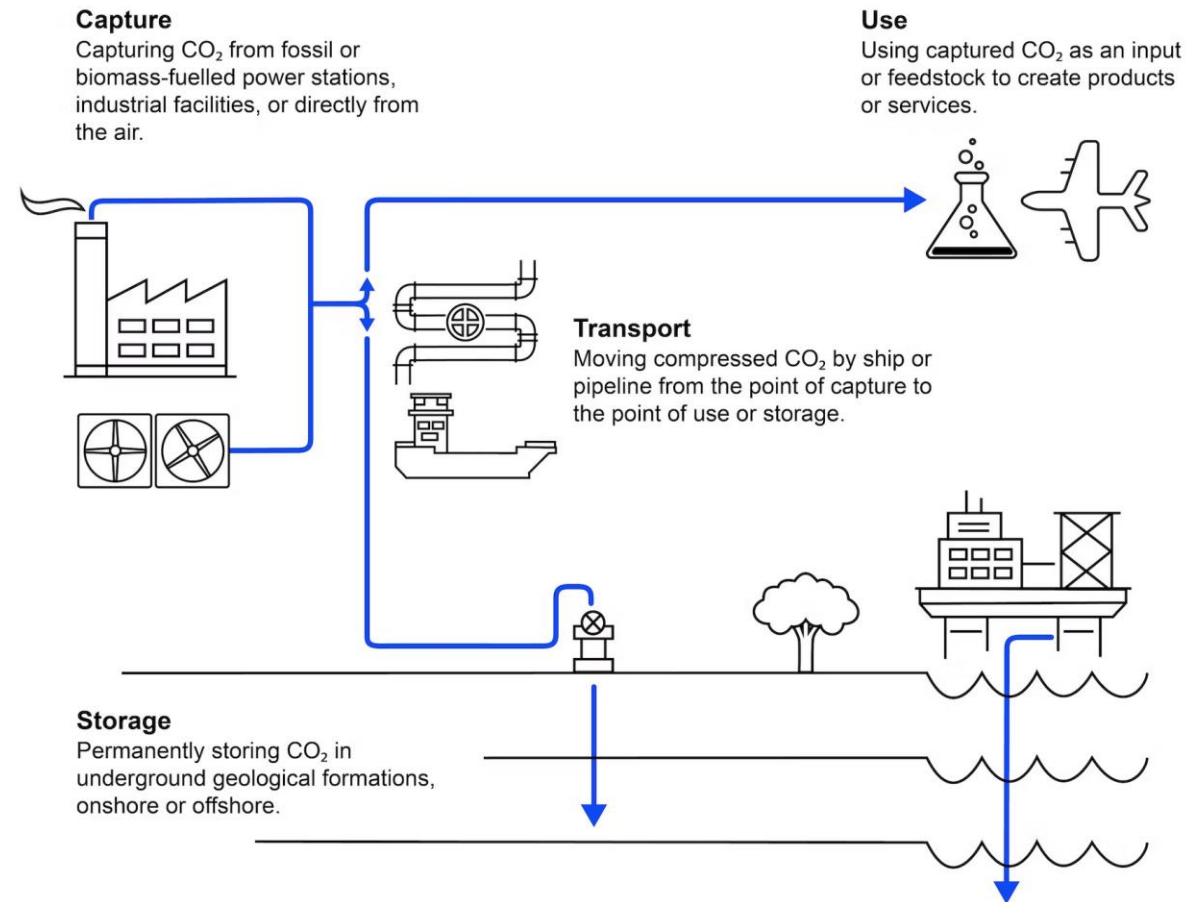 Capture
Capturing CO₂ from fossil or
biomass-fuelled power stations,
industrial facilities, or directly from
the air.
Use
Using captured CO₂ as an input
or feedstock to create products
or services.
Transport
Moving compressed CO₂ by ship or
pipeline from the point of capture to
the point of use or storage.
Storage
Permanently storing CO₂ in
underground geological formations,
onshore or offshore.